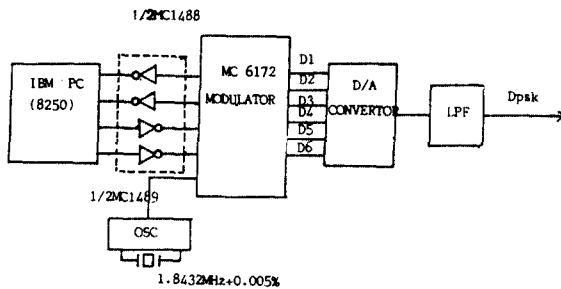 1/2MC1488
IBM PC
(8250)
MC 6172
MODULATOR
D1
D2
D3
D4
D5
D6
D/A
CONVERTOR
LPF
Dpsk
1/2MC1489
OSC
1.8432MHz+0.005%